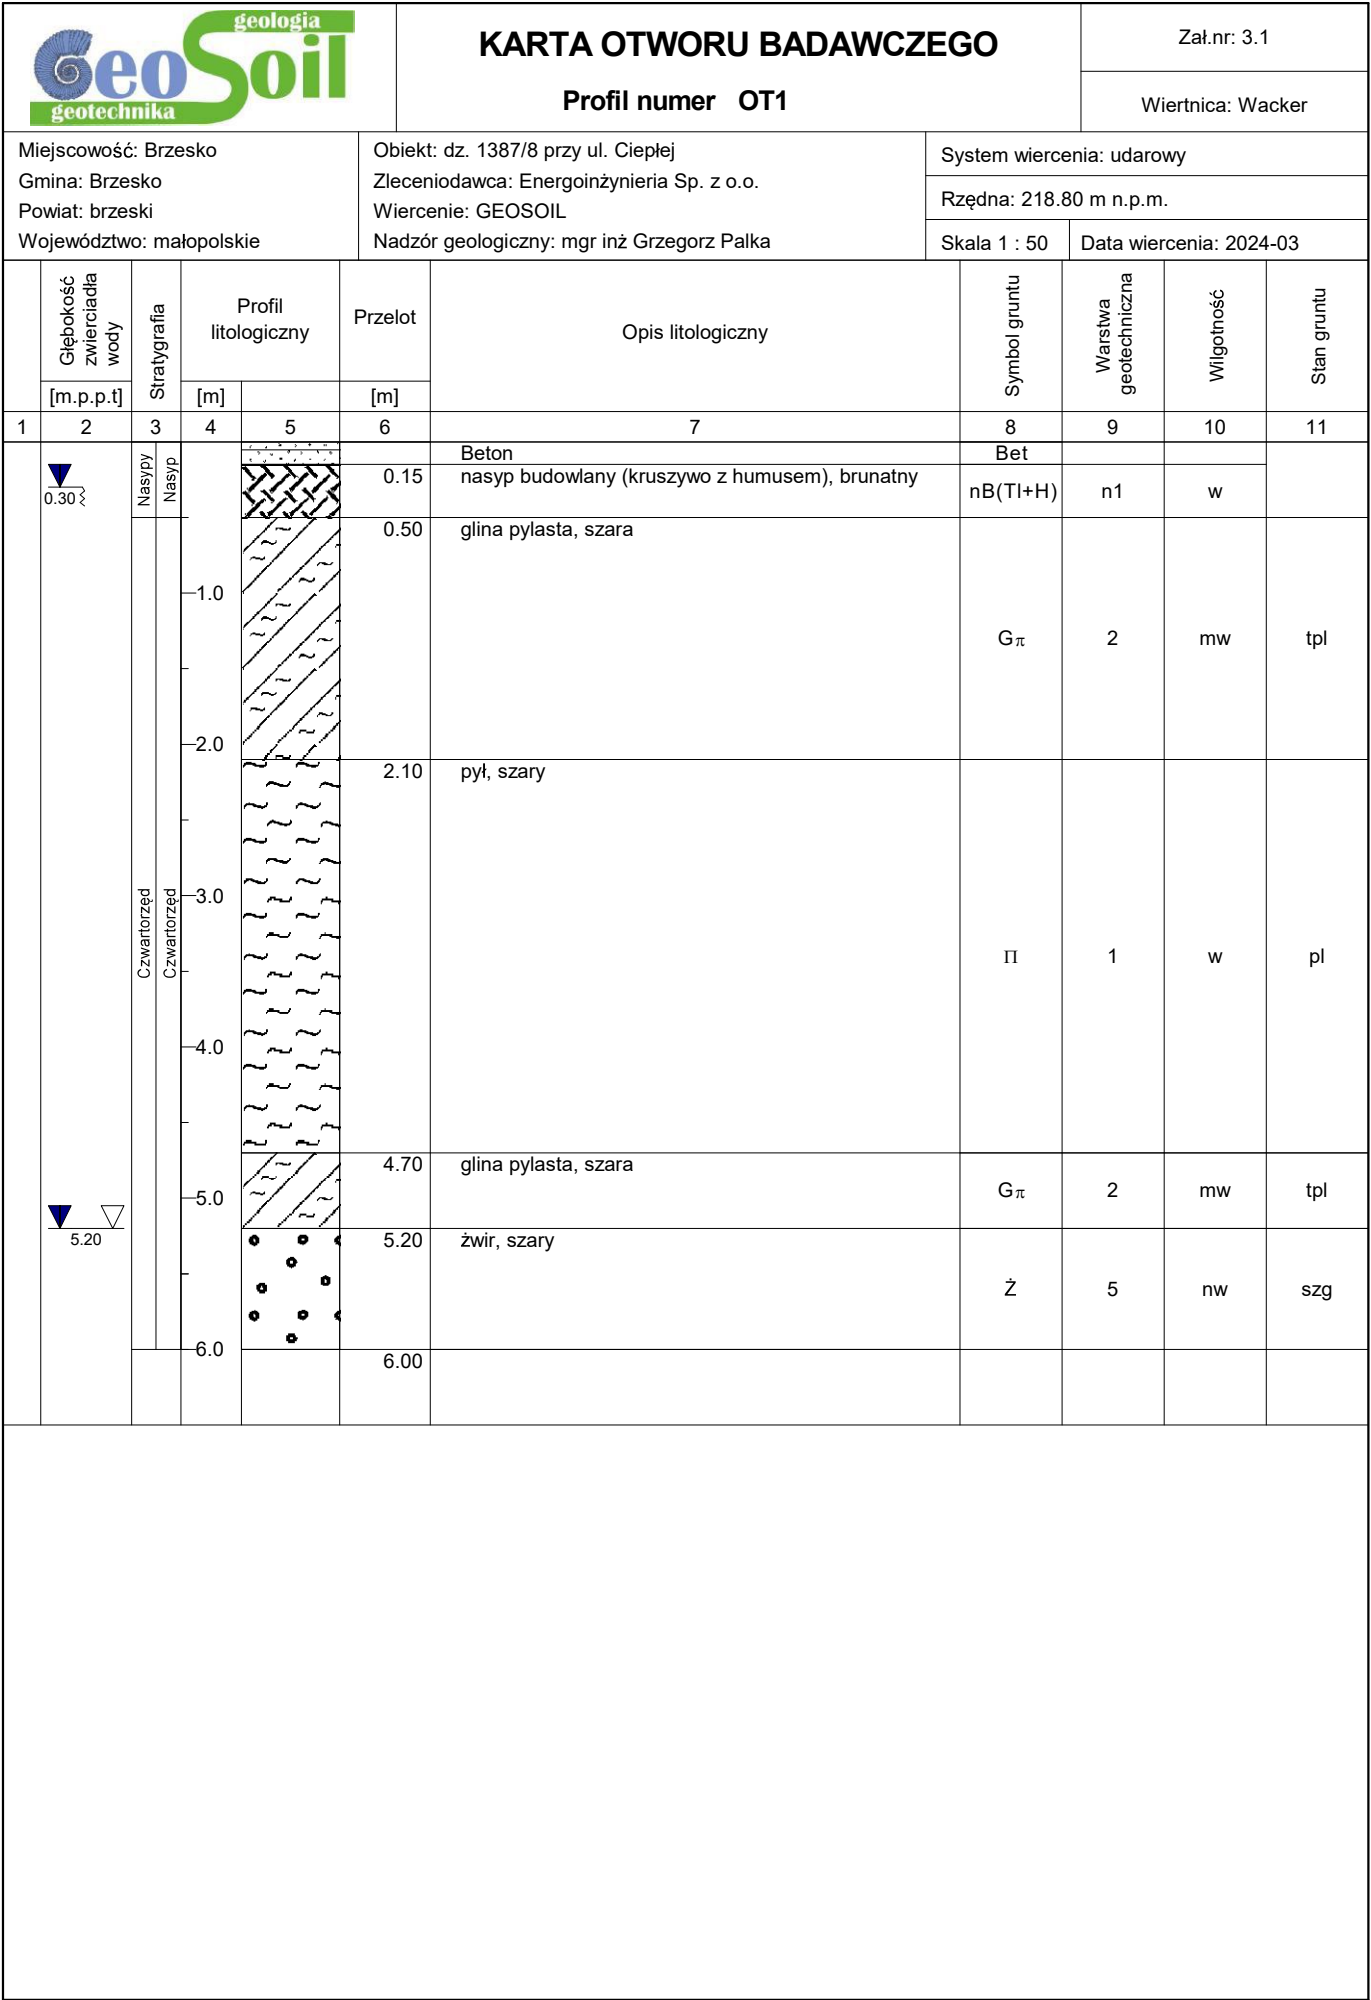 geologia
GeoSoil
geotechnika
KARTA OTWORU BADAWCZEGO
Profil numer OT1
Zał.nr: 3.1
Wiertnica: Wacker
Miejscowość: Brzesko
Gmina: Brzesko
Powiat: brzeski
Województwo: małopolskie
Obiekt: dz. 1387/8 przy ul. Ciepłej
Zleceniodawca: Energoinżynieria Sp. z o.o.
Wiercenie: GEOSOIL
Nadzór geologiczny: mgr inż Grzegorz Palka
System wiercenia: udarowy
Rzędna: 218.80 m n.p.m.
Skala 1 : 50
Data wiercenia: 2024-03
Głębokość
zwierciadła
wody
[m.p.p.t]
Stratygrafia
Profil
litologiczny
[m]
Przelot
[m]
Opis litologiczny
Symbol gruntu
Warstwa
geotechniczna
Wilgotność
Stan gruntu
1 2 3 4 5 6 7 8 9 10 11
Beton Bet
0.30
Nasypy
Nasyp
0.15 nasyp budowlany (kruszywo z humusem), brunatny nB(Tl+H) n1 w
0.50 glina pylasta, szara
1.0
Gπ 2 mw tpl
2.0
2.10 pył, szary
3.0
Czwartorzęd
Czwartorzęd
Π 1 w pl
4.0
4.70 glina pylasta, szara
5.0
Gπ 2 mw tpl
5.20
5.20 żwir, szary
Ż 5 nw szg
6.0
6.00